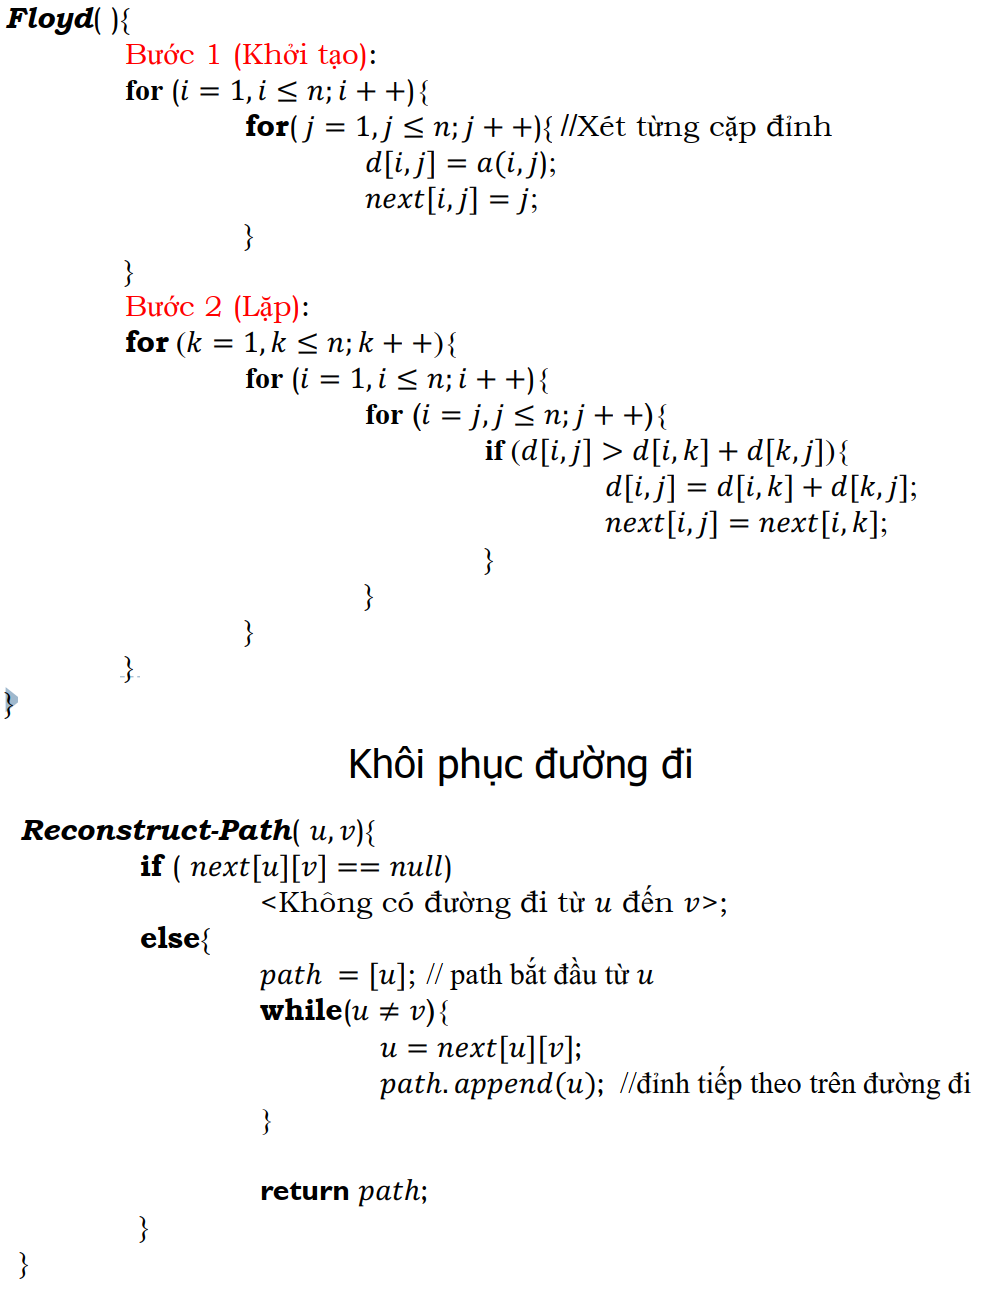 Floyd( ){
Bước 1 (Khởi tạo):
for (i = 1, i ≤ n; i + +){
for( j = 1, j ≤ n; j + +){ //Xét từng cặp đỉnh
d[i, j] = a(i, j);
next[i, j] = j;
}
}
Bước 2 (Lặp):
for (k = 1, k ≤ n; k + +){
for (i = 1, i ≤ n; i + +){
for (i = j, j ≤ n; j + +){
if (d[i, j] > d[i, k] + d[k, j]){
d[i, j] = d[i, k] + d[k, j];
next[i, j] = next[i, k];
}
}
}
}
}
Khôi phục đường đi
Reconstruct-Path( u, v){
if ( next[u][v] == null)
<Không có đường đi từ u đến v>;
else{
path = [u]; // path bắt đầu từ u
while(u ≠ v){
u = next[u][v];
path. append(u); //đỉnh tiếp theo trên đường đi
}
return path;
}
}